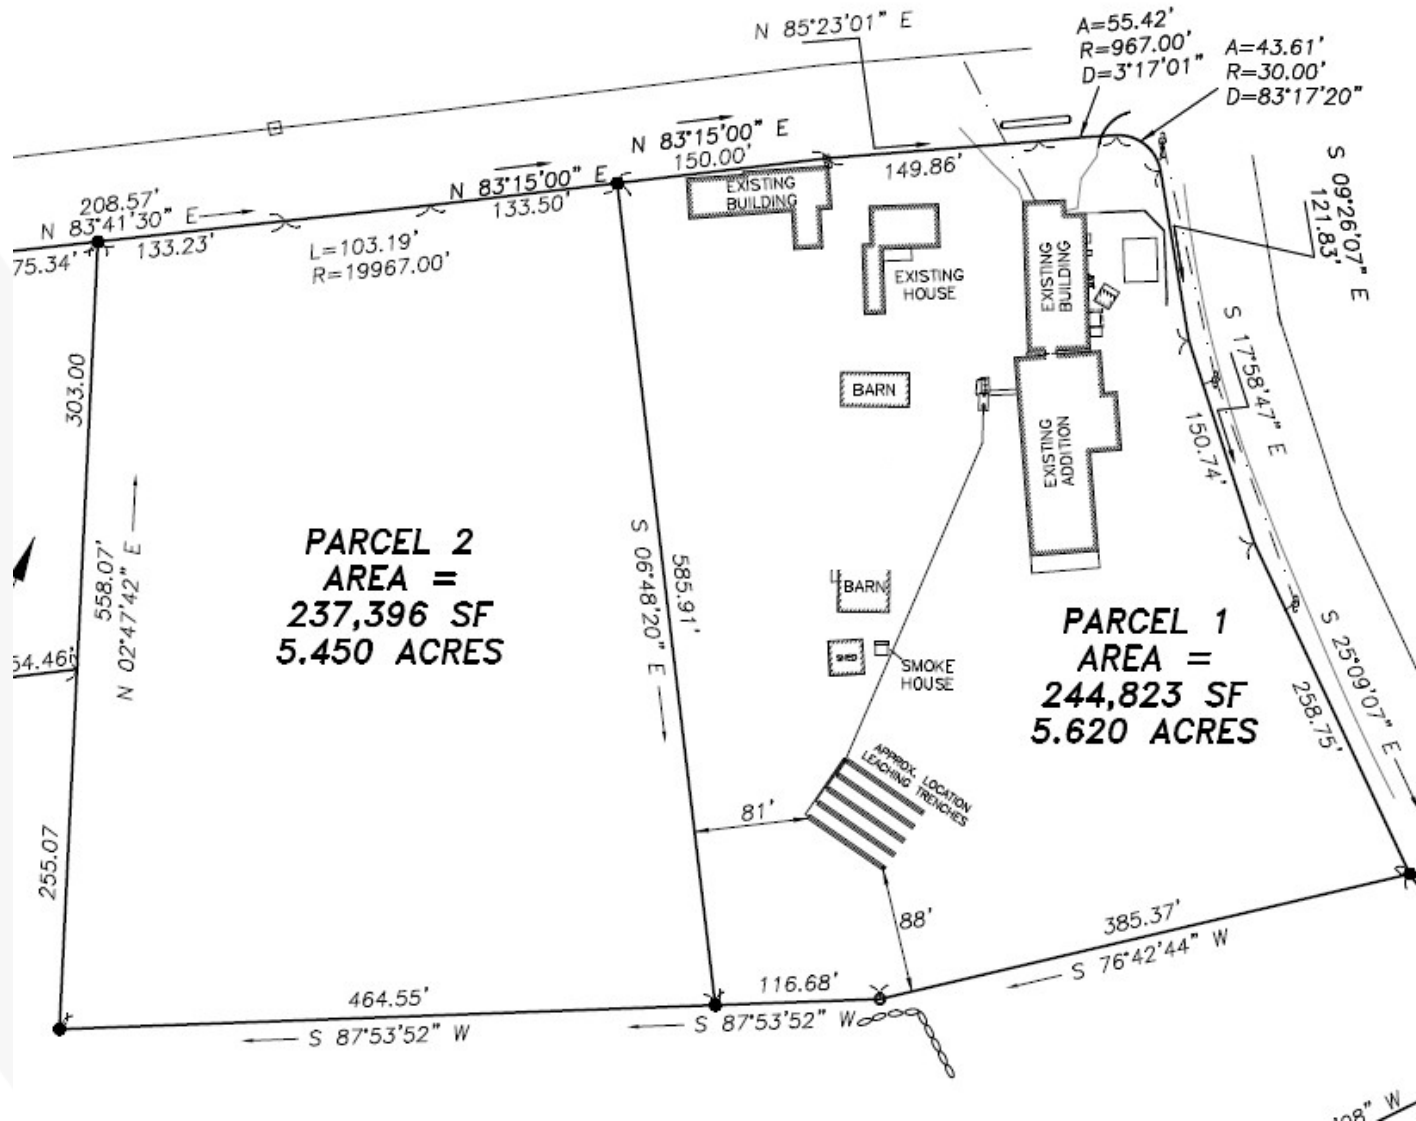 N 85°23'01" E
A=55.42'
R=967.00'
D=3°17'01"
A=43.61'
R=30.00'
D=83°17'20"
N 83°15'00" E
150.00'
149.86'
S 09°26'07" E
121.83'
208.57'
N 83°41'30" E
75.34'
133.23'
N 83°15'00" E
133.50'
L=103.19'
R=19967.00'
EXISTING
BUILDING
EXISTING
HOUSE
EXISTING
BUILDING
BARN
EXISTING
ADDITION
S 17°58'47" E
150.74'
303.00
558.07'
N 02°47'42" E
PARCEL 2
AREA =
237,396 SF
5.450 ACRES
S 06°48'20" E
585.91'
BARN
SHED
SMOKE
HOUSE
PARCEL 1
AREA =
244,823 SF
5.620 ACRES
S 25°09'07" E
258.75'
54.46'
APPROX. LOCATION
LEACHING TRENCHES
81'
255.07
88'
385.37'
S 76°42'44" W
116.68'
S 87°53'52" W
464.55'
S 87°53'52" W
08" W